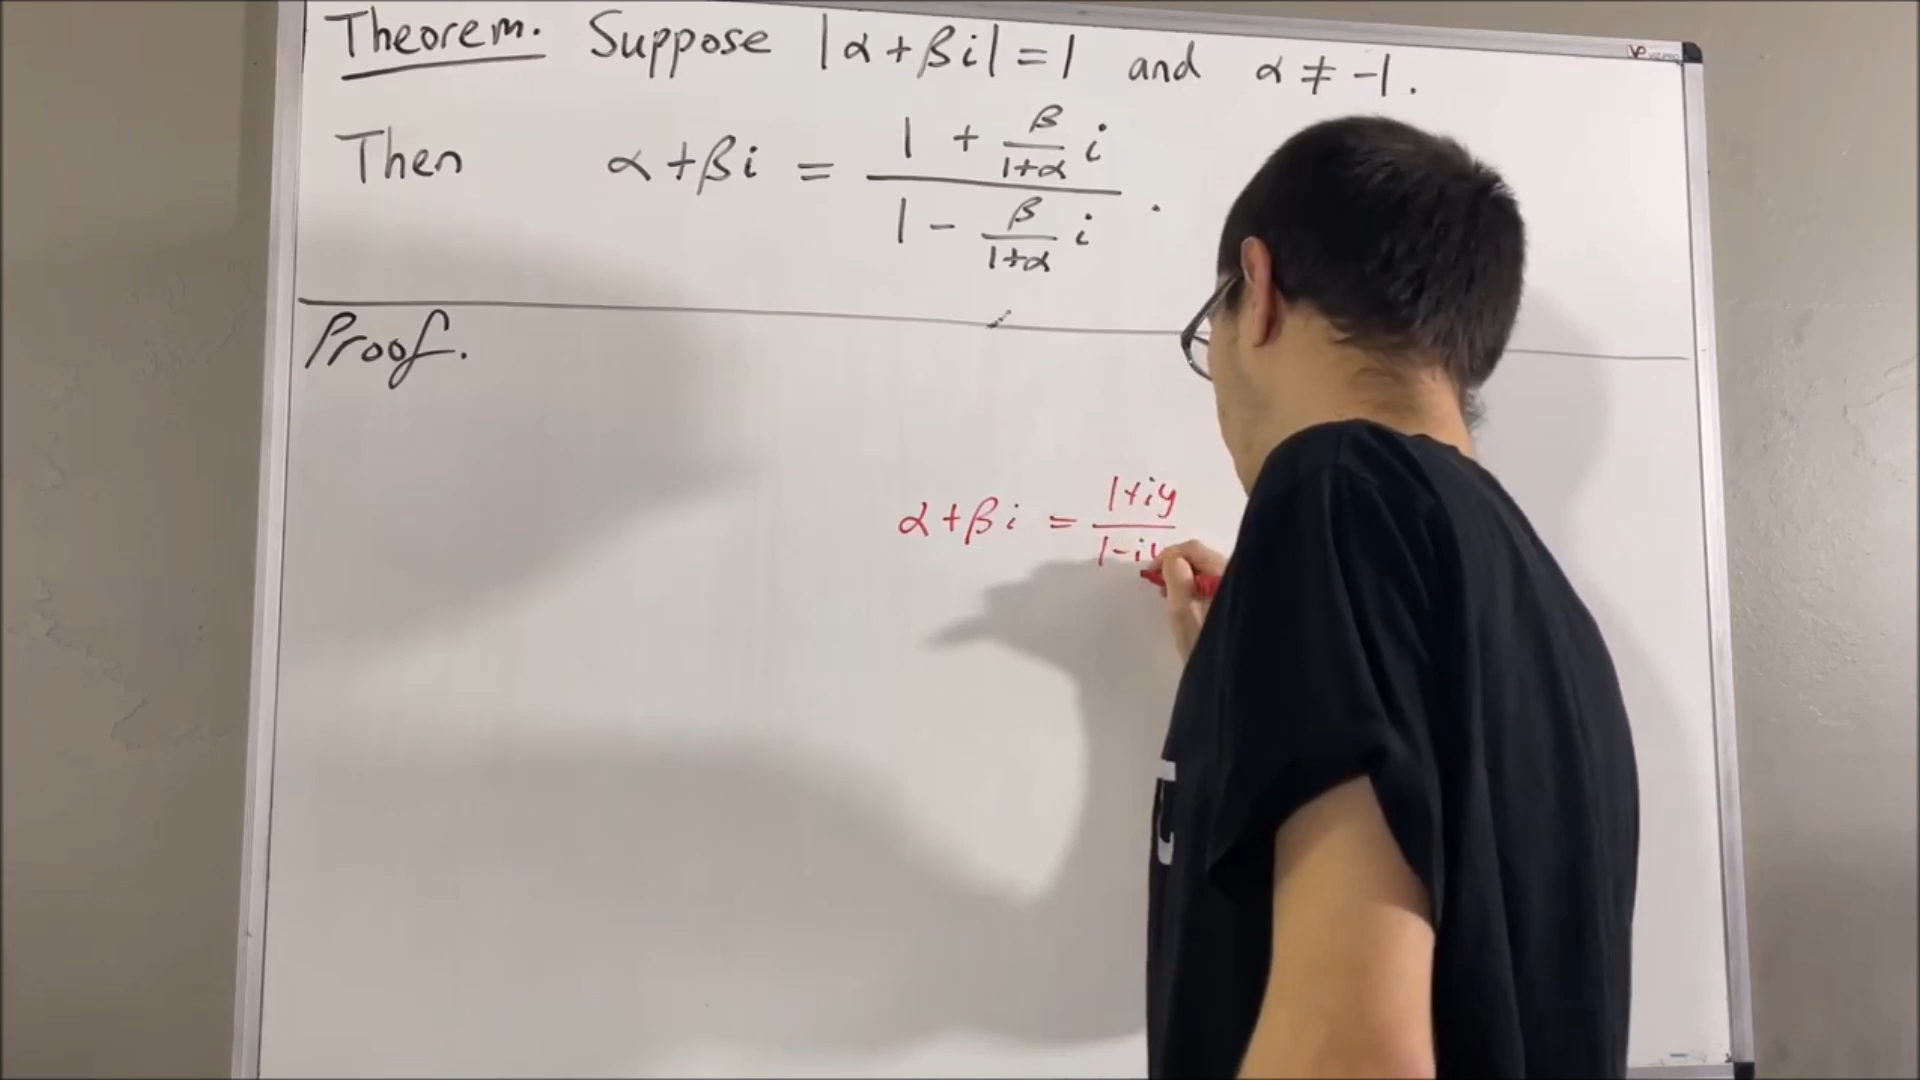 Theorem. Suppose |α+βi|=1 and α≠-1.
Then α+βi = (1 + β/(1+α) i)/(1 - β/(1+α) i).
Proof.
α+βi = (1+iy)/(1-iy